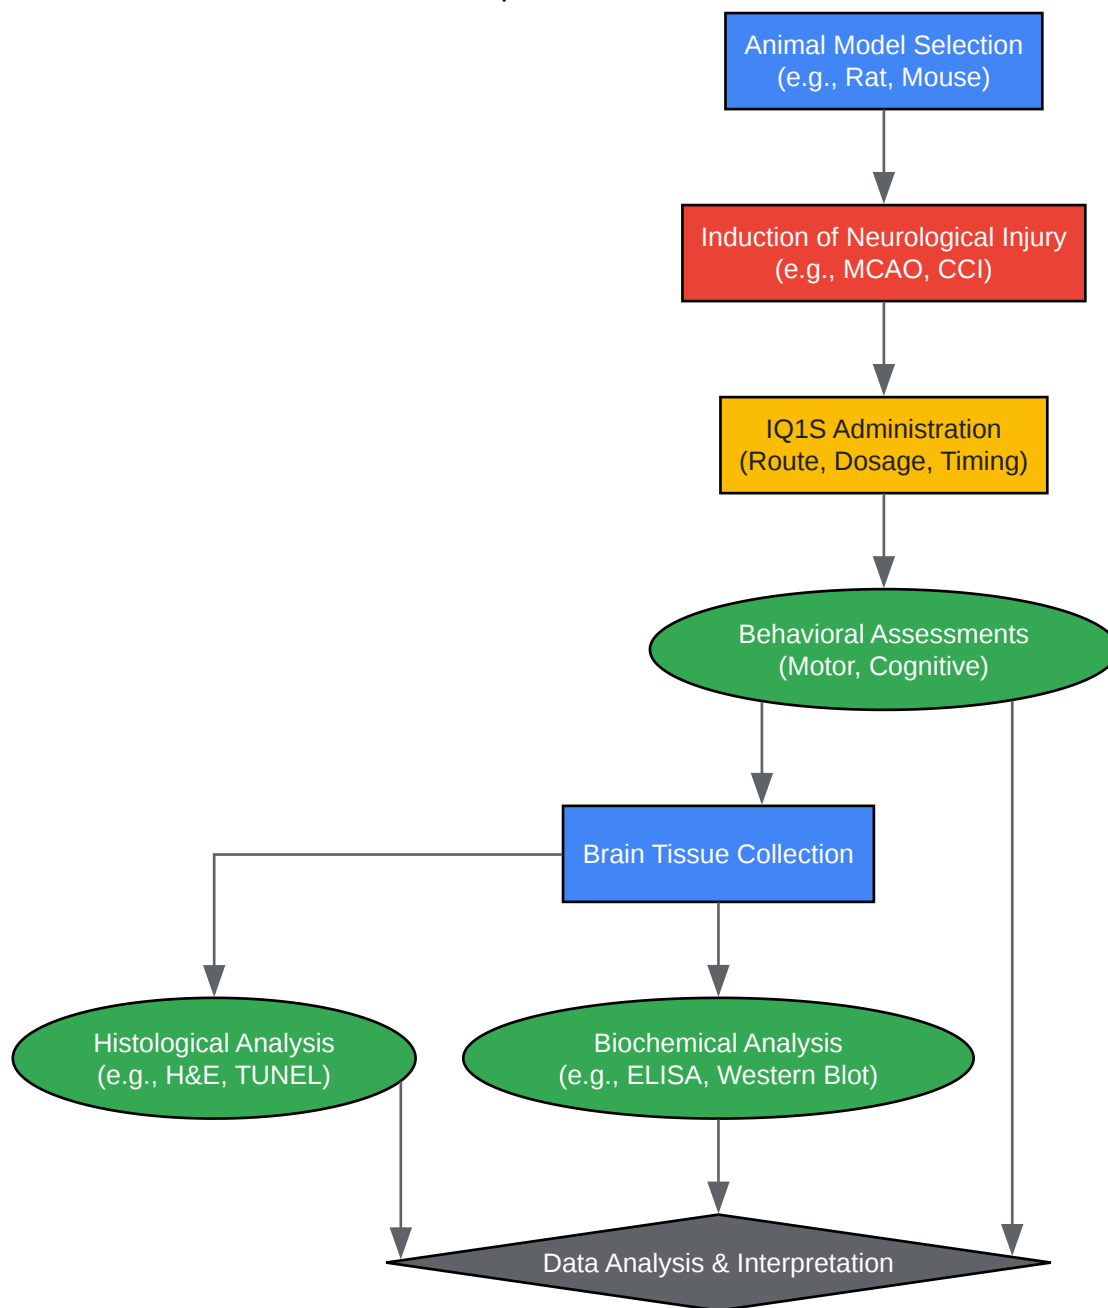 Animal Model Selection
(e.g., Rat, Mouse)
Induction of Neurological Injury
(e.g., MCAO, CCI)
IQ1S Administration
(Route, Dosage, Timing)
Behavioral Assessments
(Motor, Cognitive)
Brain Tissue Collection
Histological Analysis
(e.g., H&E, TUNEL)
Biochemical Analysis
(e.g., ELISA, Western Blot)
Data Analysis & Interpretation